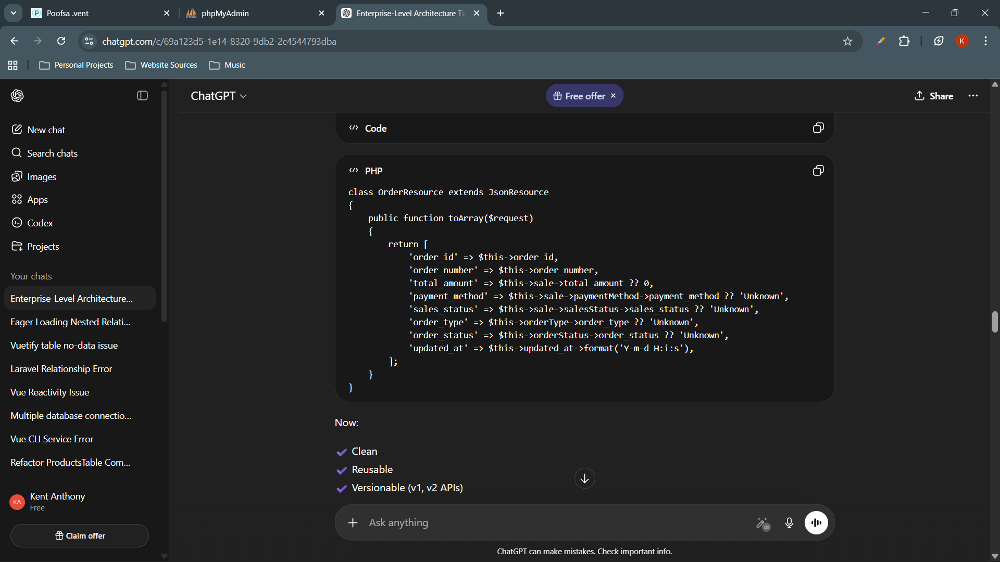 Poofsa .vent
phpMyAdmin
Enterprise-Level Architecture
chatgpt.com/c/69a123d5-1e14-8320-9db2-2c4544793dba
K
Personal Projects
Website Sources
Music
ChatGPT
Free offer
Share
New chat
Search chats
Images
Apps
Codex
Projects
Your chats
Enterprise-Level Architecture...
Eager Loading Nested Relati...
Vuetify table no-data issue
Laravel Relationship Error
Vue Reactivity Issue
Multiple database connectio...
Vue CLI Service Error
Refactor ProductsTable Com...
KA
Kent Anthony
Free
Claim offer
Code
PHP
class OrderResource extends JsonResource
{
    public function toArray($request)
    {
        return [
            'order_id' => $this->order_id,
            'order_number' => $this->order_number,
            'total_amount' => $this->sale->total_amount ?? 0,
            'payment_method' => $this->sale->paymentMethod->payment_method ?? 'Unknown',
            'sales_status' => $this->sale->salesStatus->sales_status ?? 'Unknown',
            'order_type' => $this->orderType->order_type ?? 'Unknown',
            'order_status' => $this->orderStatus->order_status ?? 'Unknown',
            'updated_at' => $this->updated_at->format('Y-m-d H:i:s'),
        ];
    }
}
Now:
Clean
Reusable
Versionable (v1, v2 APIs)
Ask anything
ChatGPT can make mistakes. Check important info.